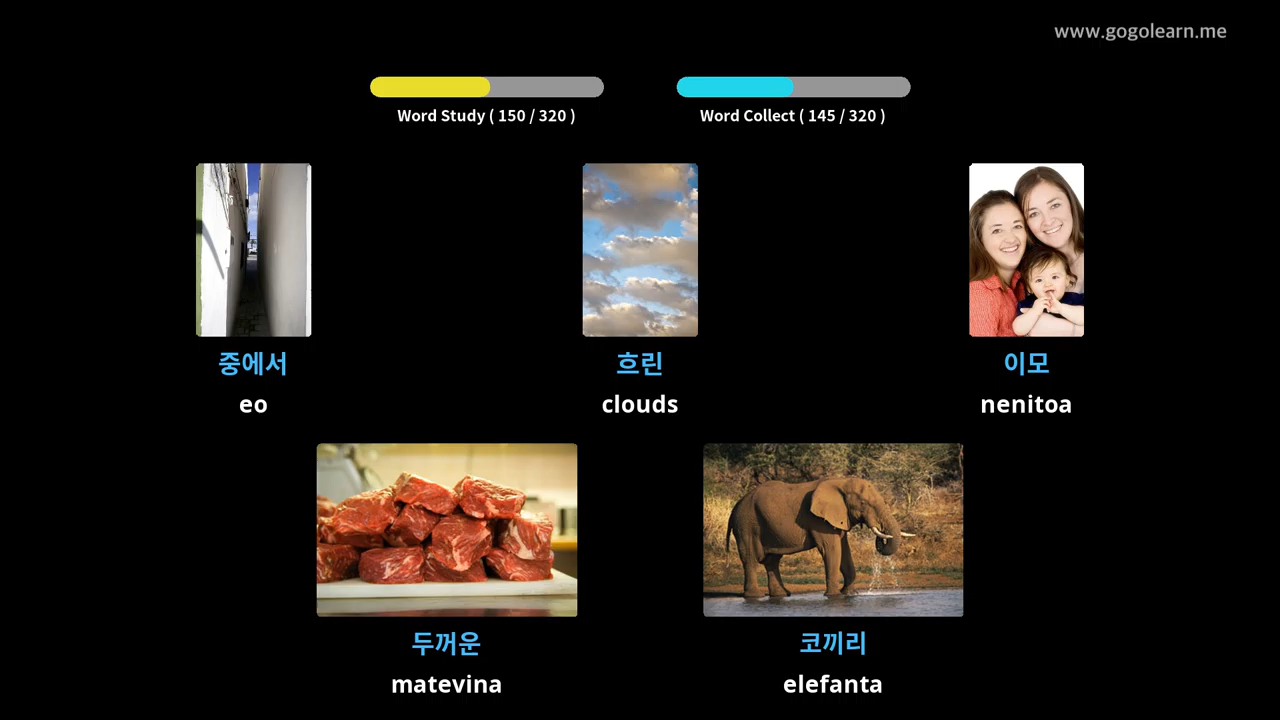 www.gogolearn.me
Word Study ( 150 / 320 )
Word Collect ( 145 / 320 )
중에서
eo
흐린
clouds
이모
nenitoa
두꺼운
matevina
코끼리
elefanta